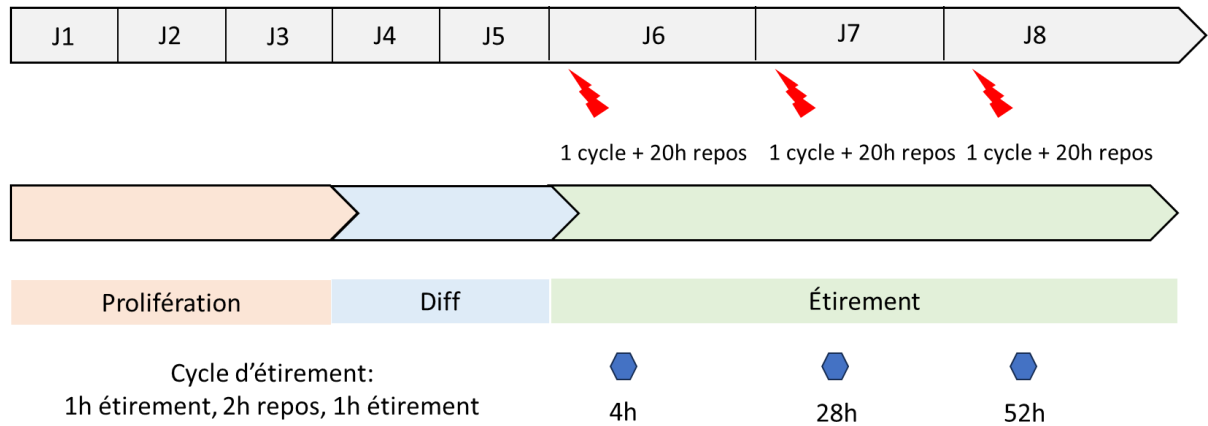 J1 J2 J3 J4 J5 J6 J7 J8
1 cycle + 20h repos 1 cycle + 20h repos 1 cycle + 20h repos
Prolifération Diff Étirement
Cycle d’étirement:
1h étirement, 2h repos, 1h étirement
4h 28h 52h